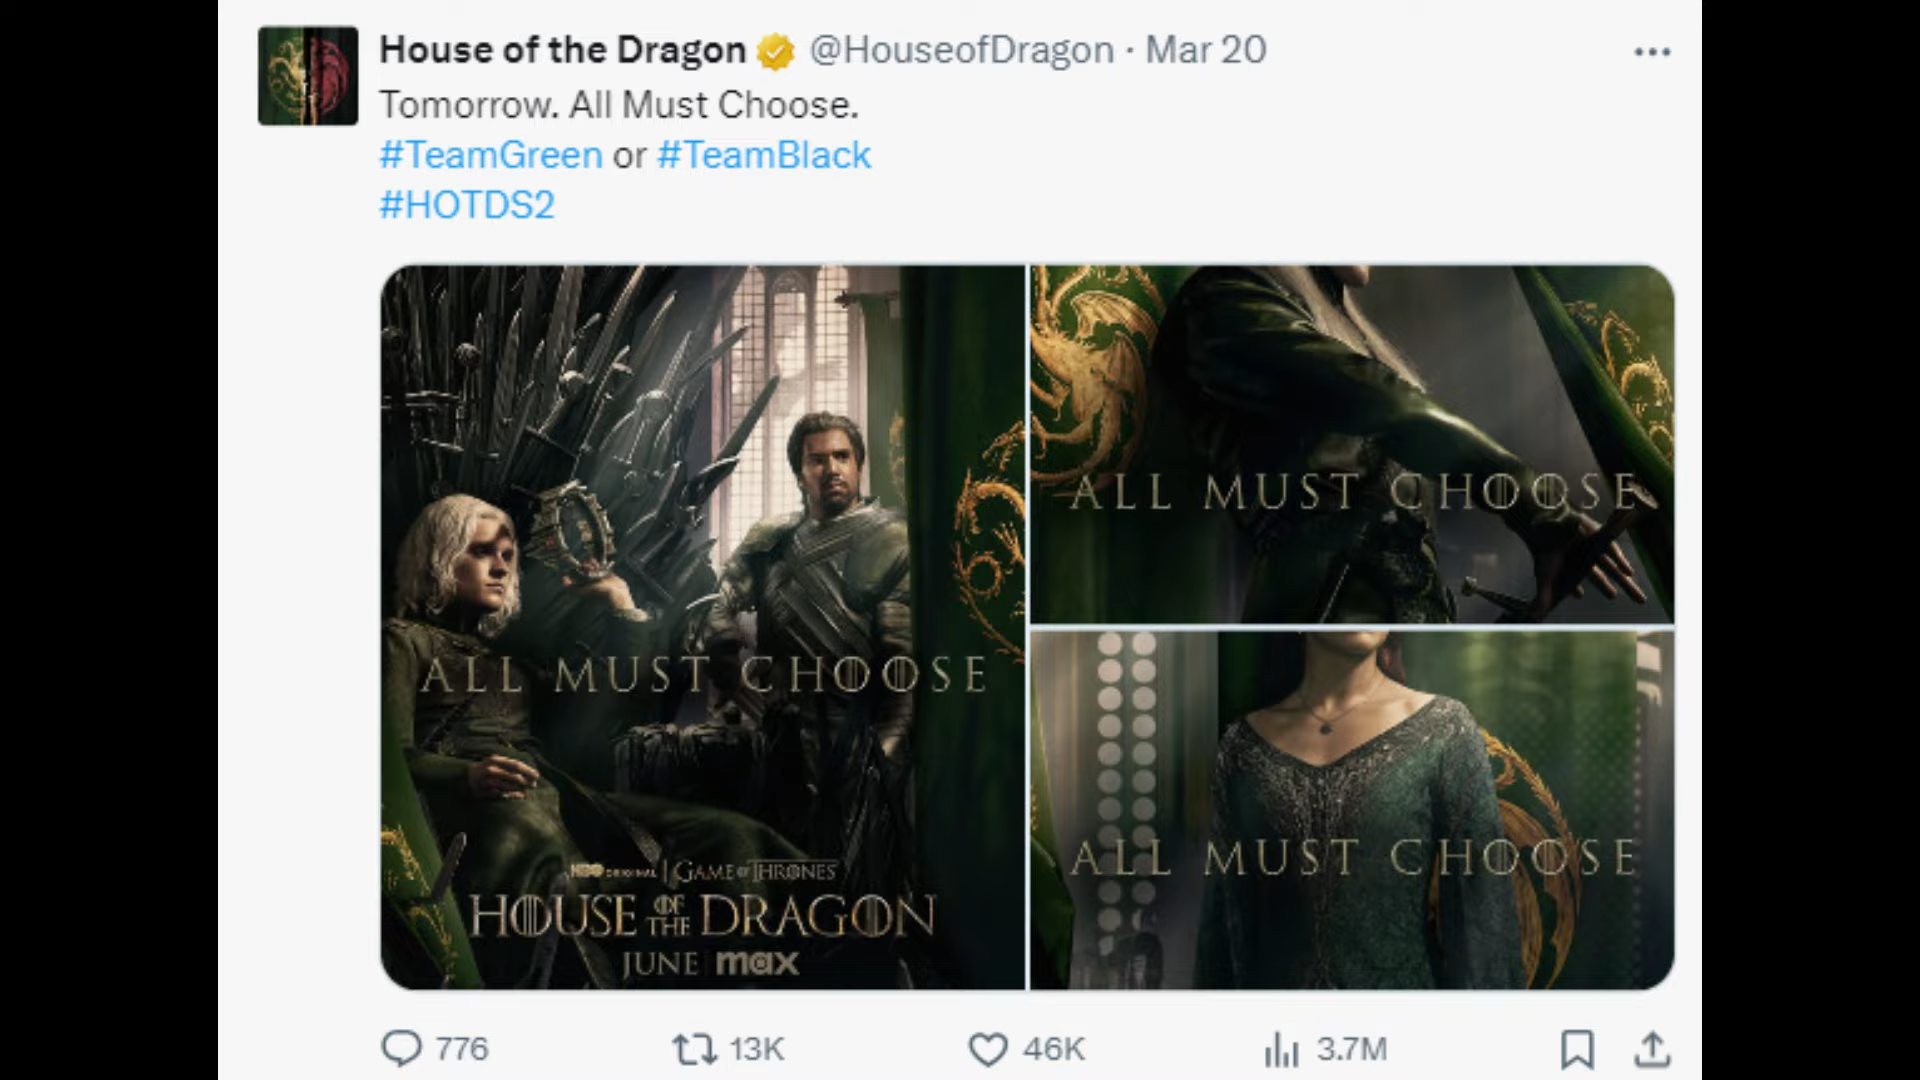 House of the Dragon @HouseofDragon · Mar 20
Tomorrow. All Must Choose.
#TeamGreen or #TeamBlack
#HOTDS2
ALL MUST CHOOSE
HBO ORIGINAL | GAME OF THRONES
HOUSE OF THE DRAGON
JUNE | max
ALL MUST CHOOSE
ALL MUST CHOOSE
776 13K 46K 3.7M